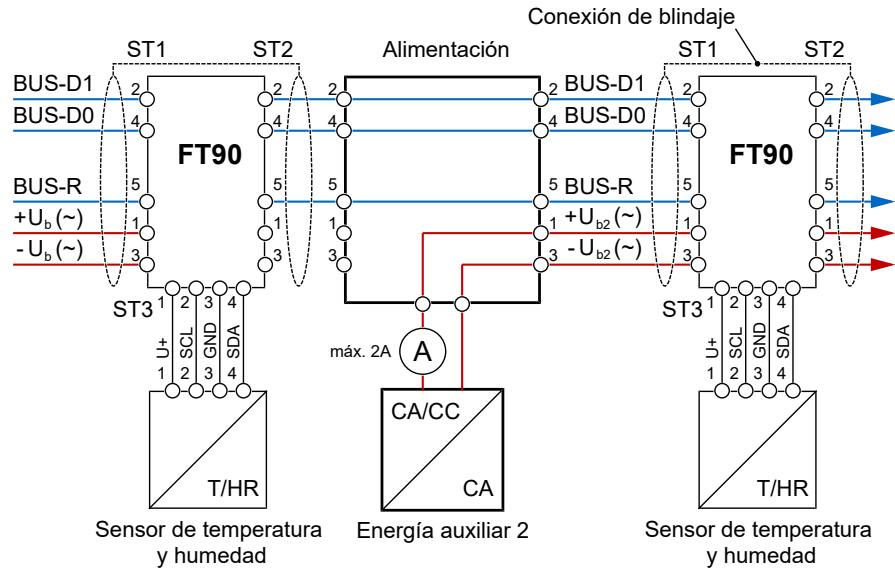 Conexión de blindaje
ST1 ST2 Alimentación ST1 ST2
BUS-D1 2 2 2 2 BUS-D1 2 2
BUS-D0 4 4 4 4 BUS-D0 4 4
FT90 FT90
BUS-R 5 5 5 5 BUS-R 5 5
+Ub (~) 1 1 1 1 +Ub2 (~) 1 1
-Ub (~) 3 3 3 3 -Ub2 (~) 3 3
ST3 1 2 3 4 ST3 1 2 3 4
U+ SCL GND SDA U+ SCL GND SDA
máx. 2A A
1 2 3 4 1 2 3 4
CA/CC
T/HR CA T/HR
Sensor de temperatura Energía auxiliar 2 Sensor de temperatura
y humedad y humedad